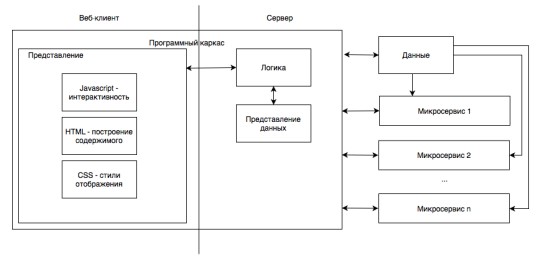 Веб-клиент
Сервер
Программный каркас
Представление
Javascript -
интерактивность
HTML - построение
содержимого
CSS - стили
отображения
Логика
Представление
данных
Данные
Микросервис 1
Микросервис 2
...
Микросервис n